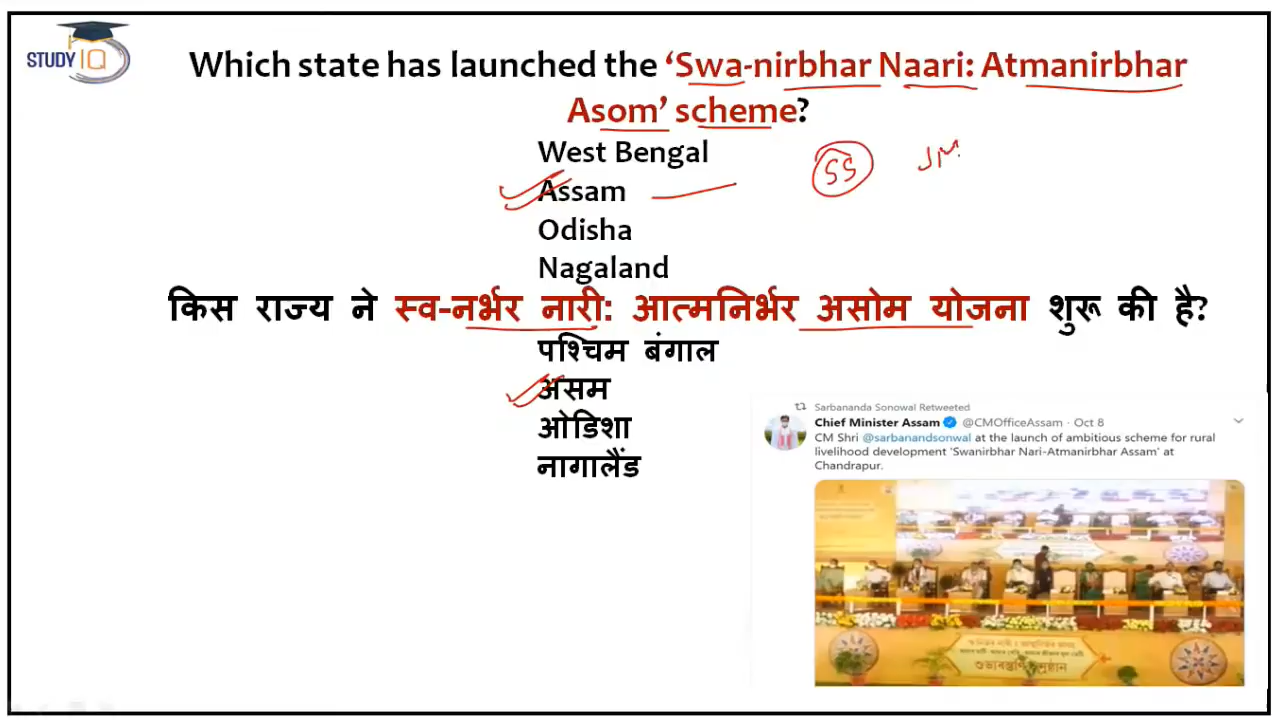 STUDY IQ
Which state has launched the ‘Swa-nirbhar Naari: Atmanirbhar
Asom’ scheme?
West Bengal
SS JM
Assam
Odisha
Nagaland
किस राज्य ने स्व-नर्भर नारी: आत्मनिर्भर असोम योजना शुरू की है?
पश्चिम बंगाल
असम
ओडिशा
नागालैंड
Sarbananda Sonowal Retweeted
Chief Minister Assam @CMOfficeAssam · Oct 8
CM Shri @sarbanandsonwal at the launch of ambitious scheme for rural
livelihood development 'Swanirbhar Nari-Atmanirbhar Assam' at
Chandrapur.